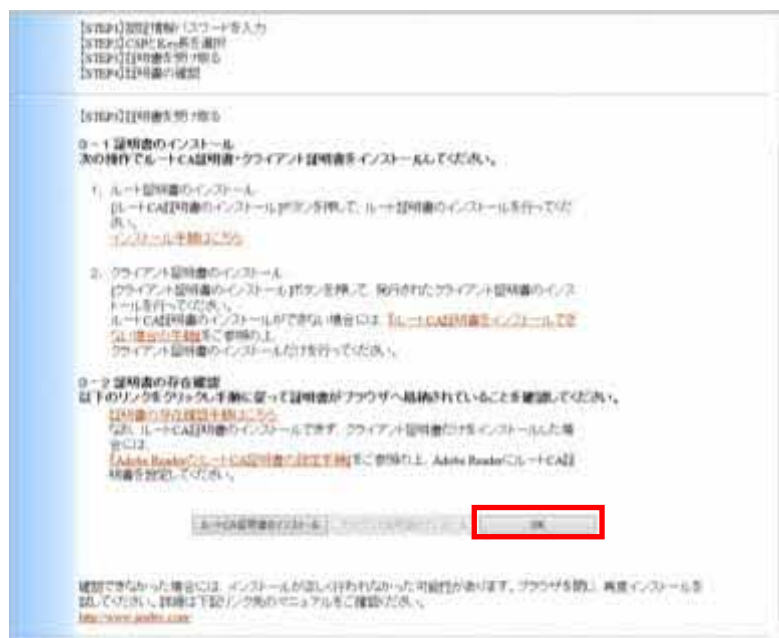 【STEP1】認証情報パスワードを入力
【STEP2】CSPとKey長を選択
【STEP3】証明書を受け取る
【STEP4】証明書の確認
【STEP3】証明書を受け取る
3-1 証明書のインストール
次の操作でルートCA証明書・クライアント証明書をインストールしてください。
1. ルート証明書のインストール
[ルートCA証明書のインストール]ボタンを押して、ルート証明書のインストールを行ってくだ
さい。
インストール手順はこちら
2. クライアント証明書のインストール
[クライアント証明書のインストール]ボタンを押して、発行されたクライアント証明書のインス
トールを行ってください。
ルートCA証明書のインストールができない場合には、『ルートCA証明書をインストールでき
ない場合の手順』をご参照の上、
クライアント証明書のインストールだけを行ってください。
3-2 証明書の存在確認
以下のリンクをクリックし手順に従って証明書がブラウザへ格納されていることを確認してください。
証明書の存在確認手順はこちら
なお、ルートCA証明書のインストールできず、クライアント証明書だけをインストールした場
合には、
『Adobe ReaderのルートCA証明書の設定手順』をご参照の上、Adobe ReaderにルートCA証
明書を設定してください。
ルートCA証明書のインストール クライアント証明書のインストール OK
確認できなかった場合には、インストールが正しく行われなかった可能性があります。ブラウザを閉じ、再度インストールを
試してください。詳細は下記リンク先のマニュアルをご確認ください。